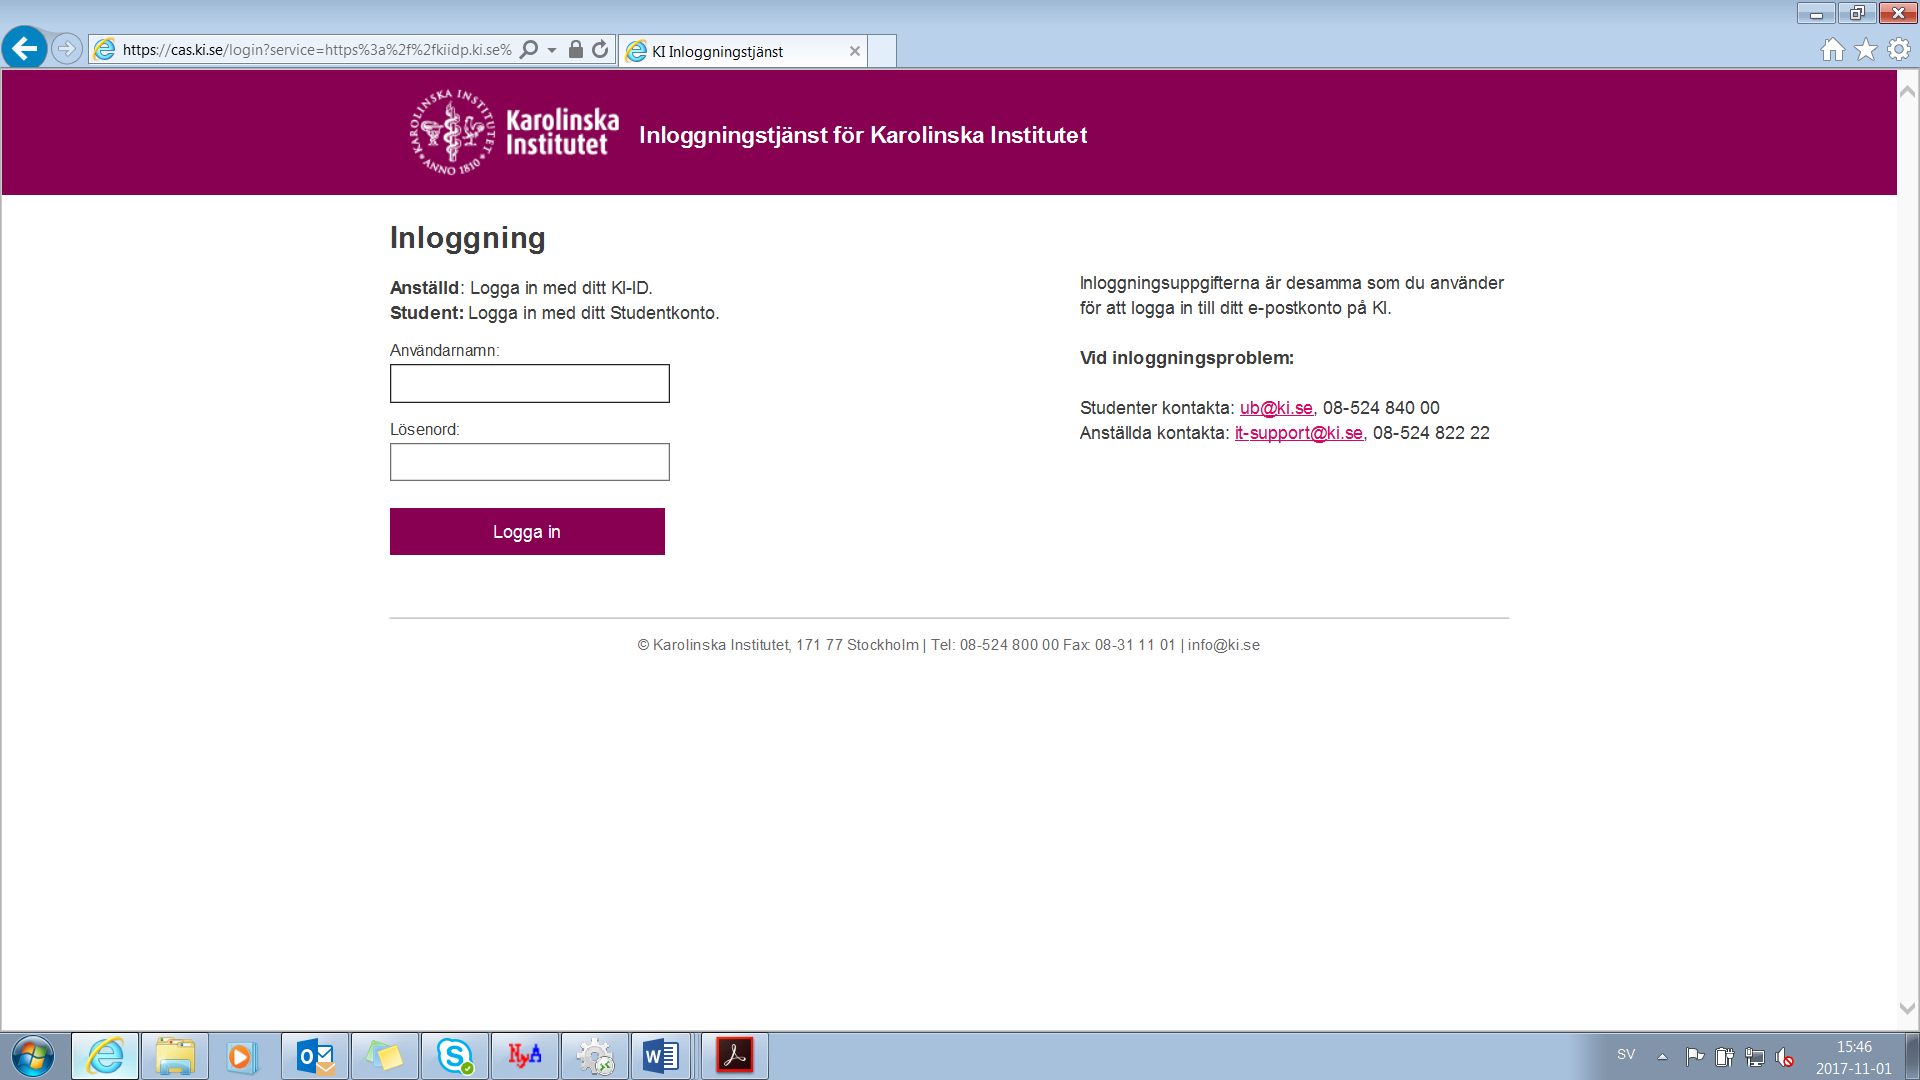 https://cas.ki.se/login?service=https%3a%2f%2fkiidp.ki.se%
KI Inloggningstjänst
KAROLINSKA INSTITUTET
ANNO 1810
Karolinska
Institutet
Inloggningstjänst för Karolinska Institutet
Inloggning
Anställd: Logga in med ditt KI-ID.
Student: Logga in med ditt Studentkonto.
Användarnamn:
Lösenord:
Logga in
Inloggningsuppgifterna är desamma som du använder
för att logga in till ditt e-postkonto på KI.
Vid inloggningsproblem:
Studenter kontakta: ub@ki.se, 08-524 840 00
Anställda kontakta: it-support@ki.se, 08-524 822 22
© Karolinska Institutet, 171 77 Stockholm | Tel: 08-524 800 00 Fax: 08-31 11 01 | info@ki.se
NyA
SV
15:46
2017-11-01